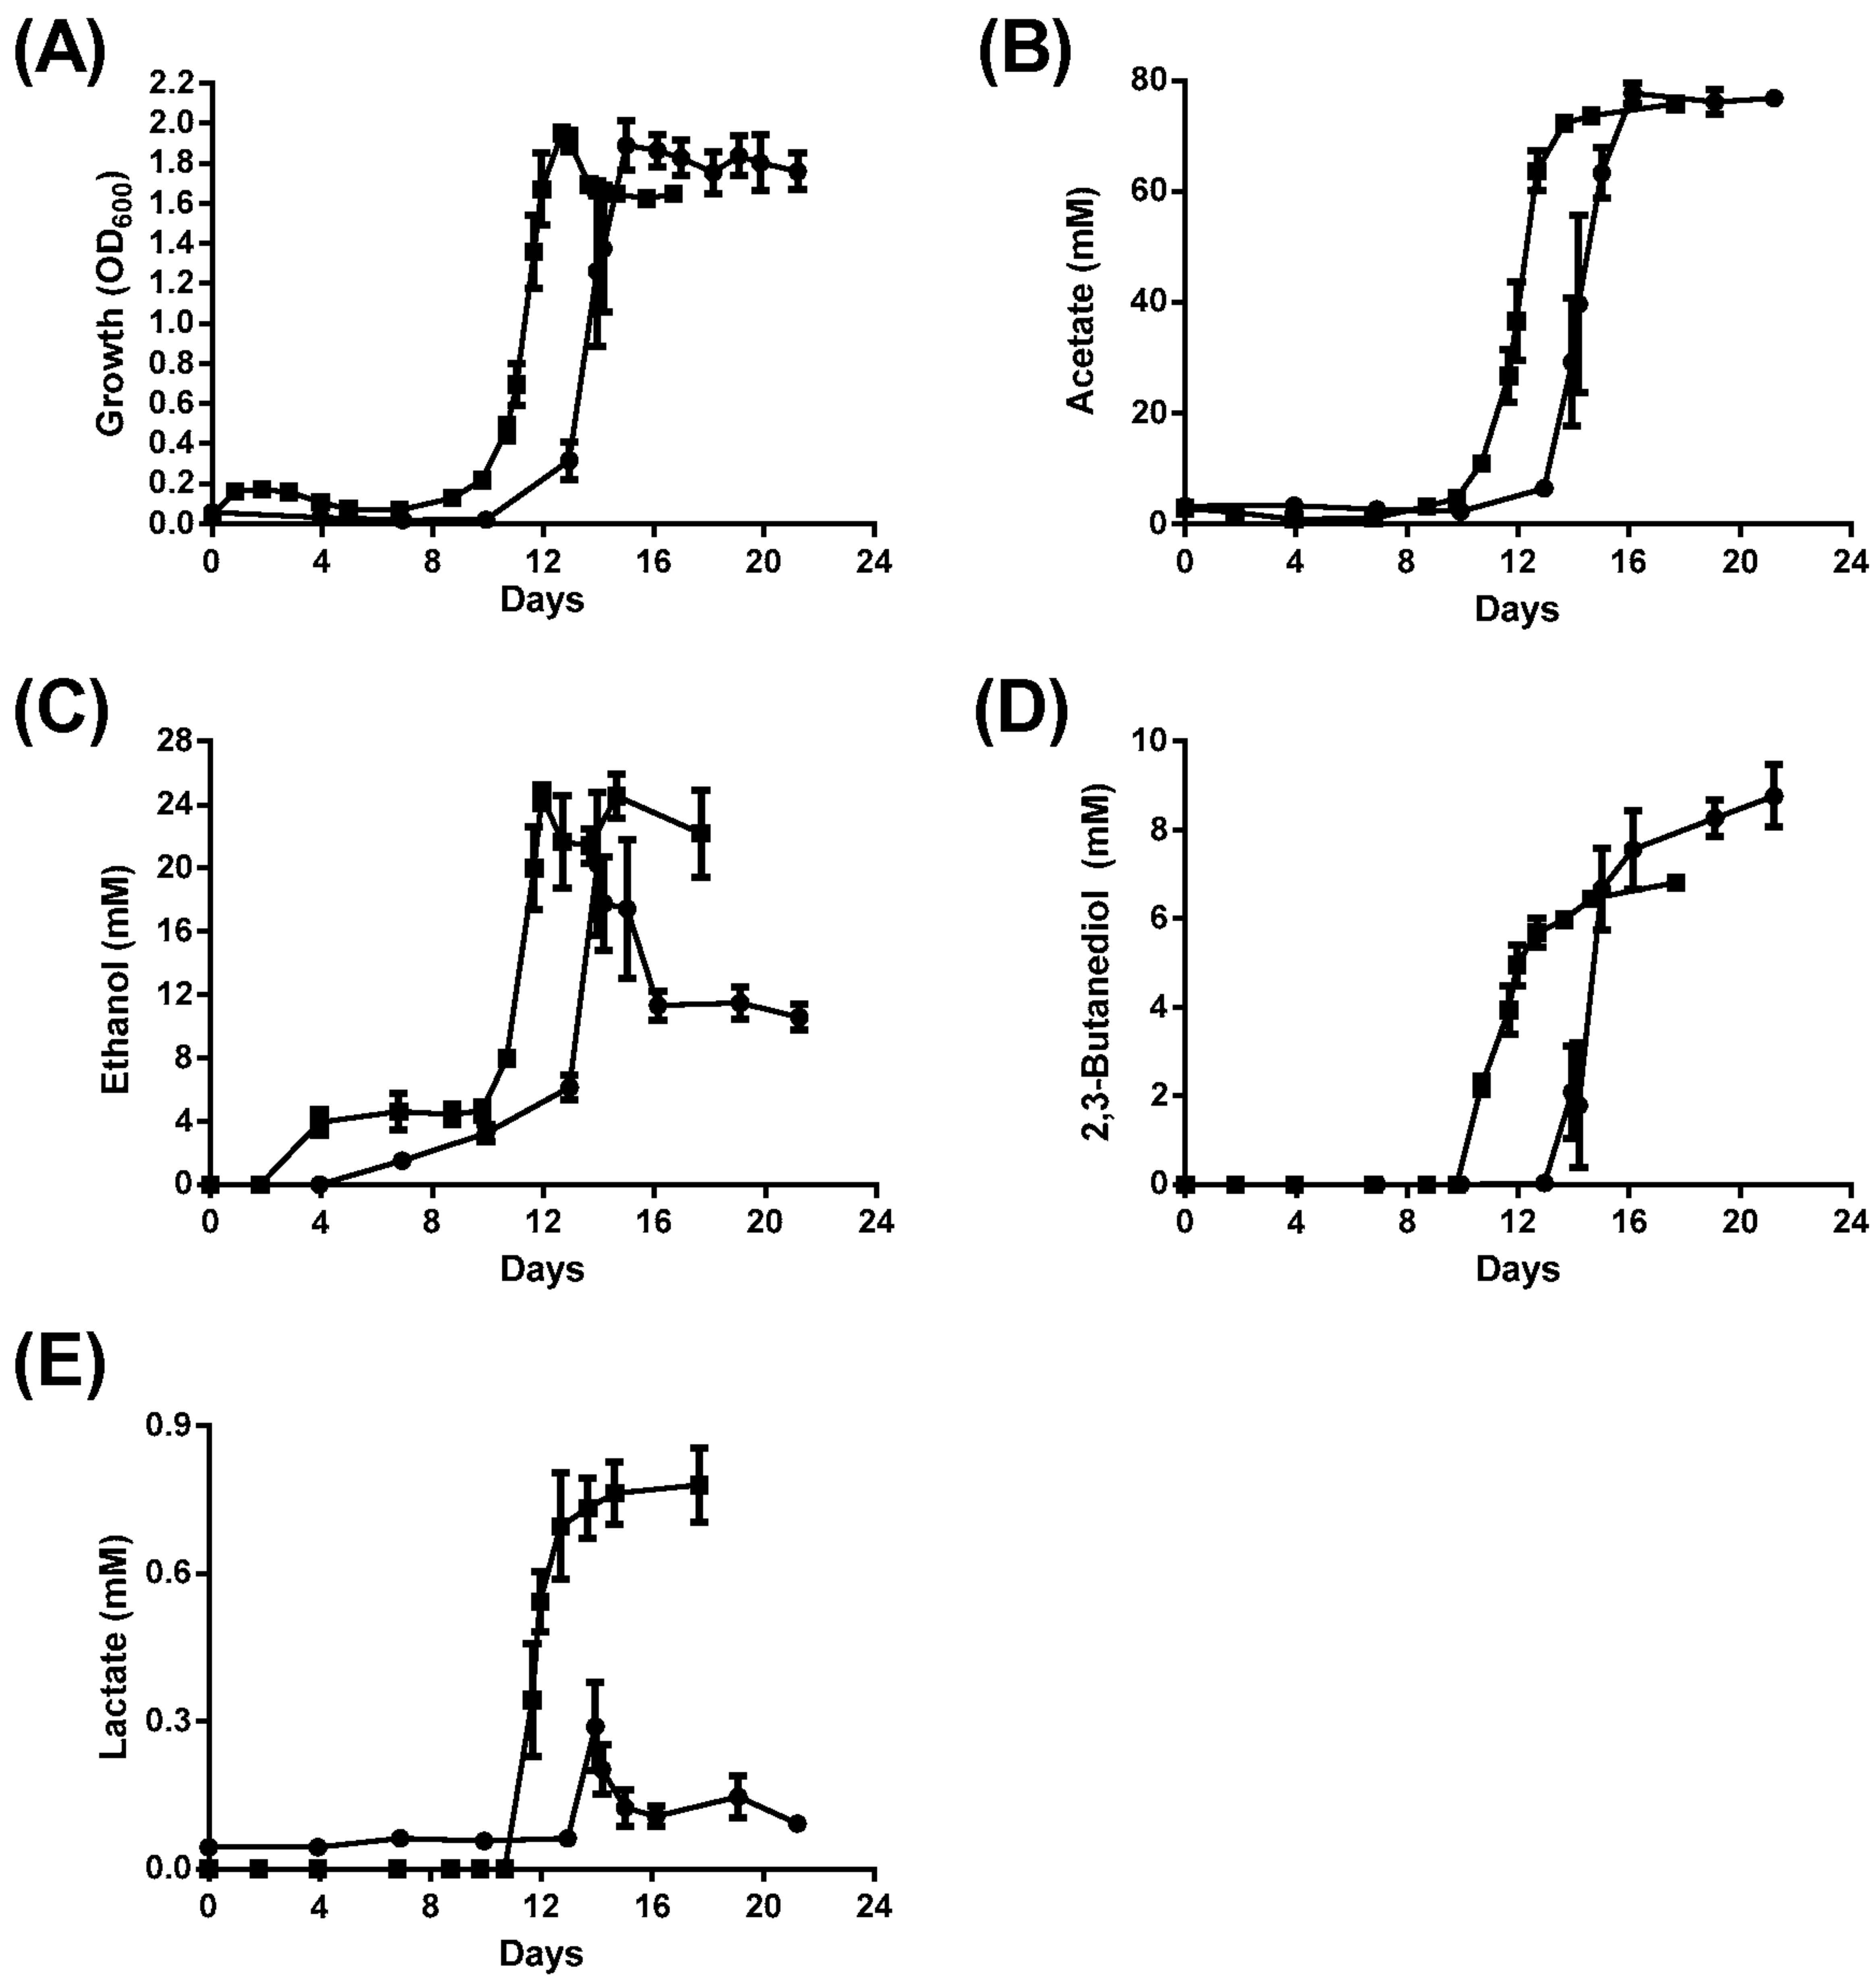 (A)
2.2
2.0
1.8
1.6
1.4
1.2
1.0
0.8
0.6
0.4
0.2
0.0
Growth (OD600)
0 4 8 12 16 20 24
Days
(B)
80
60
40
20
0
Acetate (mM)
0 4 8 12 16 20 24
Days
(C)
28
24
20
16
12
8
4
0
Ethanol (mM)
0 4 8 12 16 20 24
Days
(D)
10
8
6
4
2
0
2,3-Butanediol (mM)
0 4 8 12 16 20 24
Days
(E)
0.9
0.6
0.3
0.0
Lactate (mM)
0 4 8 12 16 20 24
Days